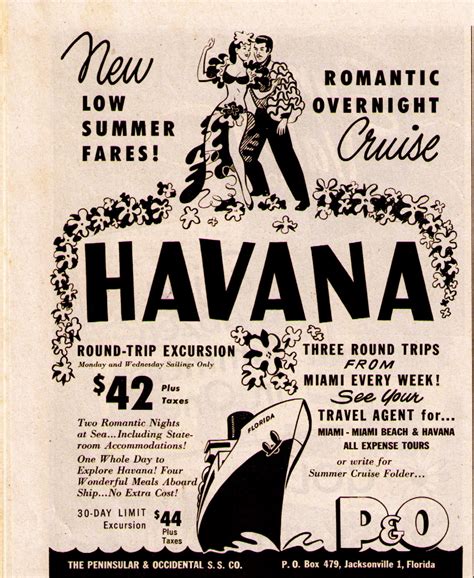 New
LOW
SUMMER
FARES!
ROMANTIC
OVERNIGHT
Cruise
HAVANA
ROUND-TRIP EXCURSION
Monday and Wednesday Sailings Only
$42 Plus
Taxes
Two Romantic Nights
at Sea...Including State-
room Accommodations!
One Whole Day to
Explore Havana! Four
Wonderful Meals Aboard
Ship...No Extra Cost!
30-DAY LIMIT
Excursion
$44
Plus
Taxes
FLORIDA
THREE ROUND TRIPS
FROM
MIAMI EVERY WEEK!
See Your
TRAVEL AGENT for...
MIAMI - MIAMI BEACH & HAVANA
ALL EXPENSE TOURS
or write for
Summer Cruise Folder...
P&O
THE PENINSULAR & OCCIDENTAL S. S. CO.
P. O. Box 479, Jacksonville 1, Florida